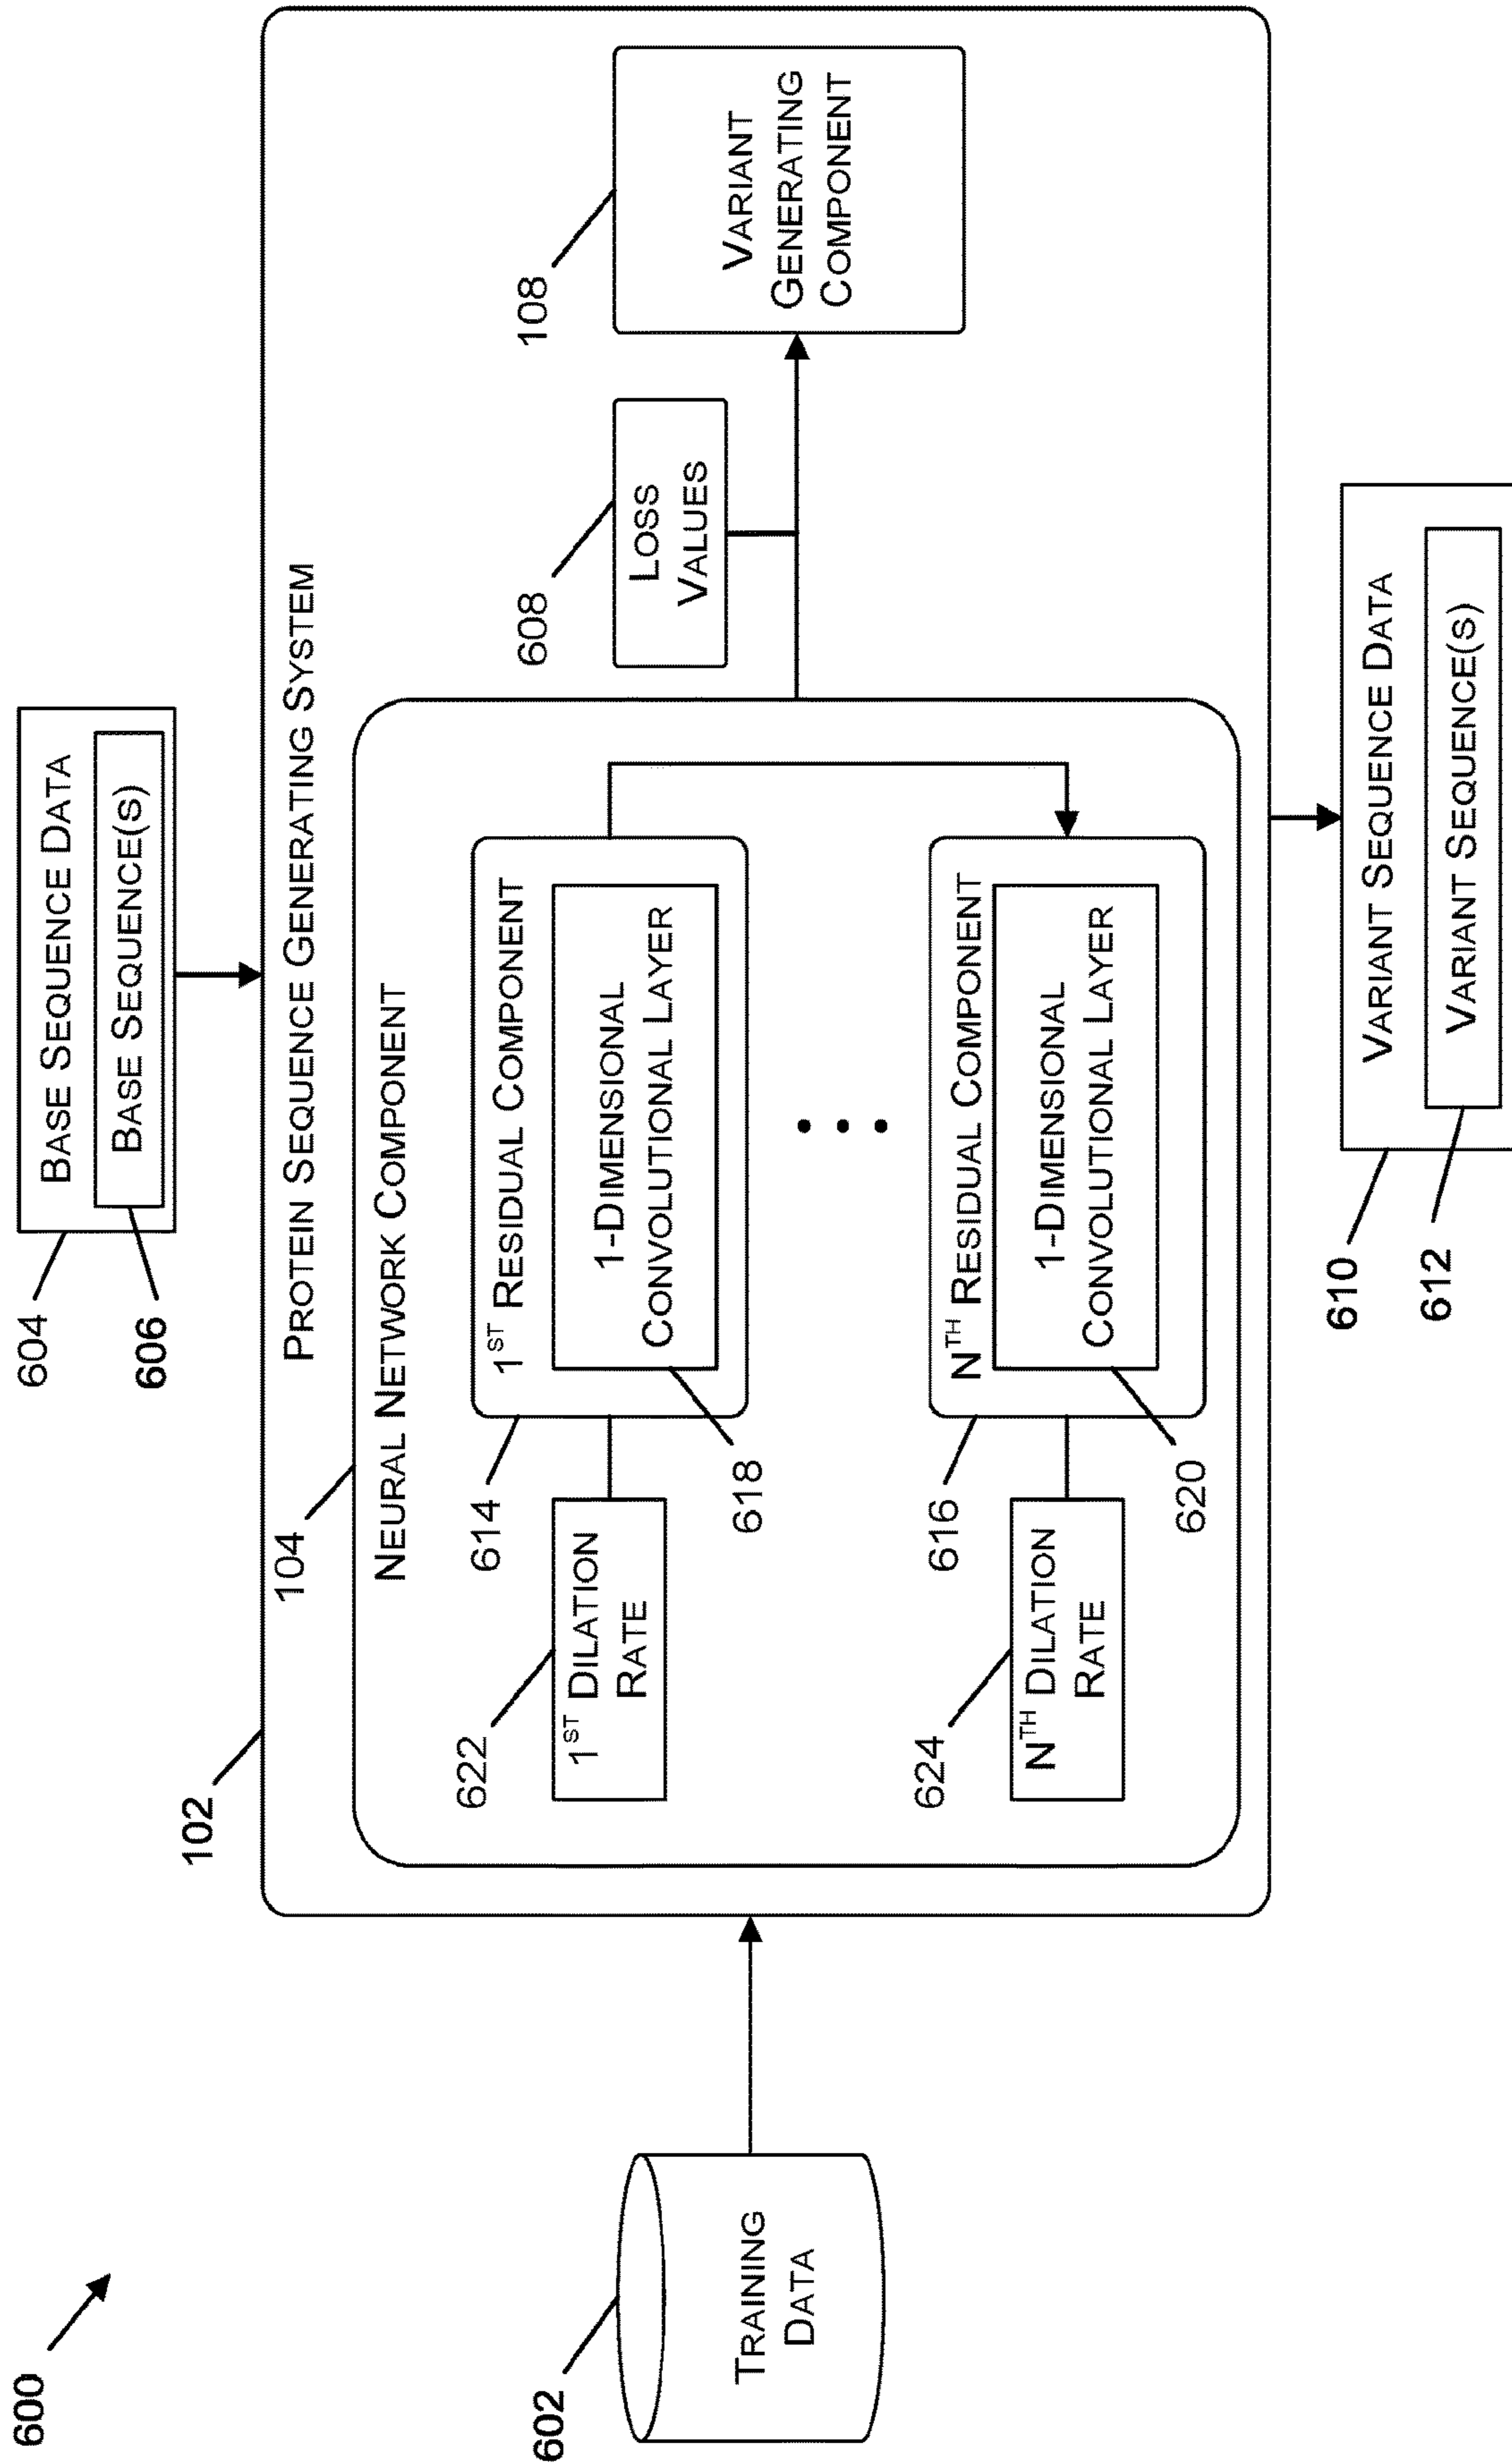 600
604
BASE SEQUENCE DATA
BASE SEQUENCE(S)
606
102
PROTEIN SEQUENCE GENERATING SYSTEM
104
NEURAL NETWORK COMPONENT
622
1ST DILATION
RATE
614
1ST RESIDUAL COMPONENT
1-DIMENSIONAL
CONVOLUTIONAL LAYER
618
608
LOSS
VALUES
108
VARIANT
GENERATING
COMPONENT
602
TRAINING
DATA
• • •
624
NTH DILATION
RATE
616
NTH RESIDUAL COMPONENT
1-DIMENSIONAL
CONVOLUTIONAL LAYER
620
610
VARIANT SEQUENCE DATA
VARIANT SEQUENCE(S)
612